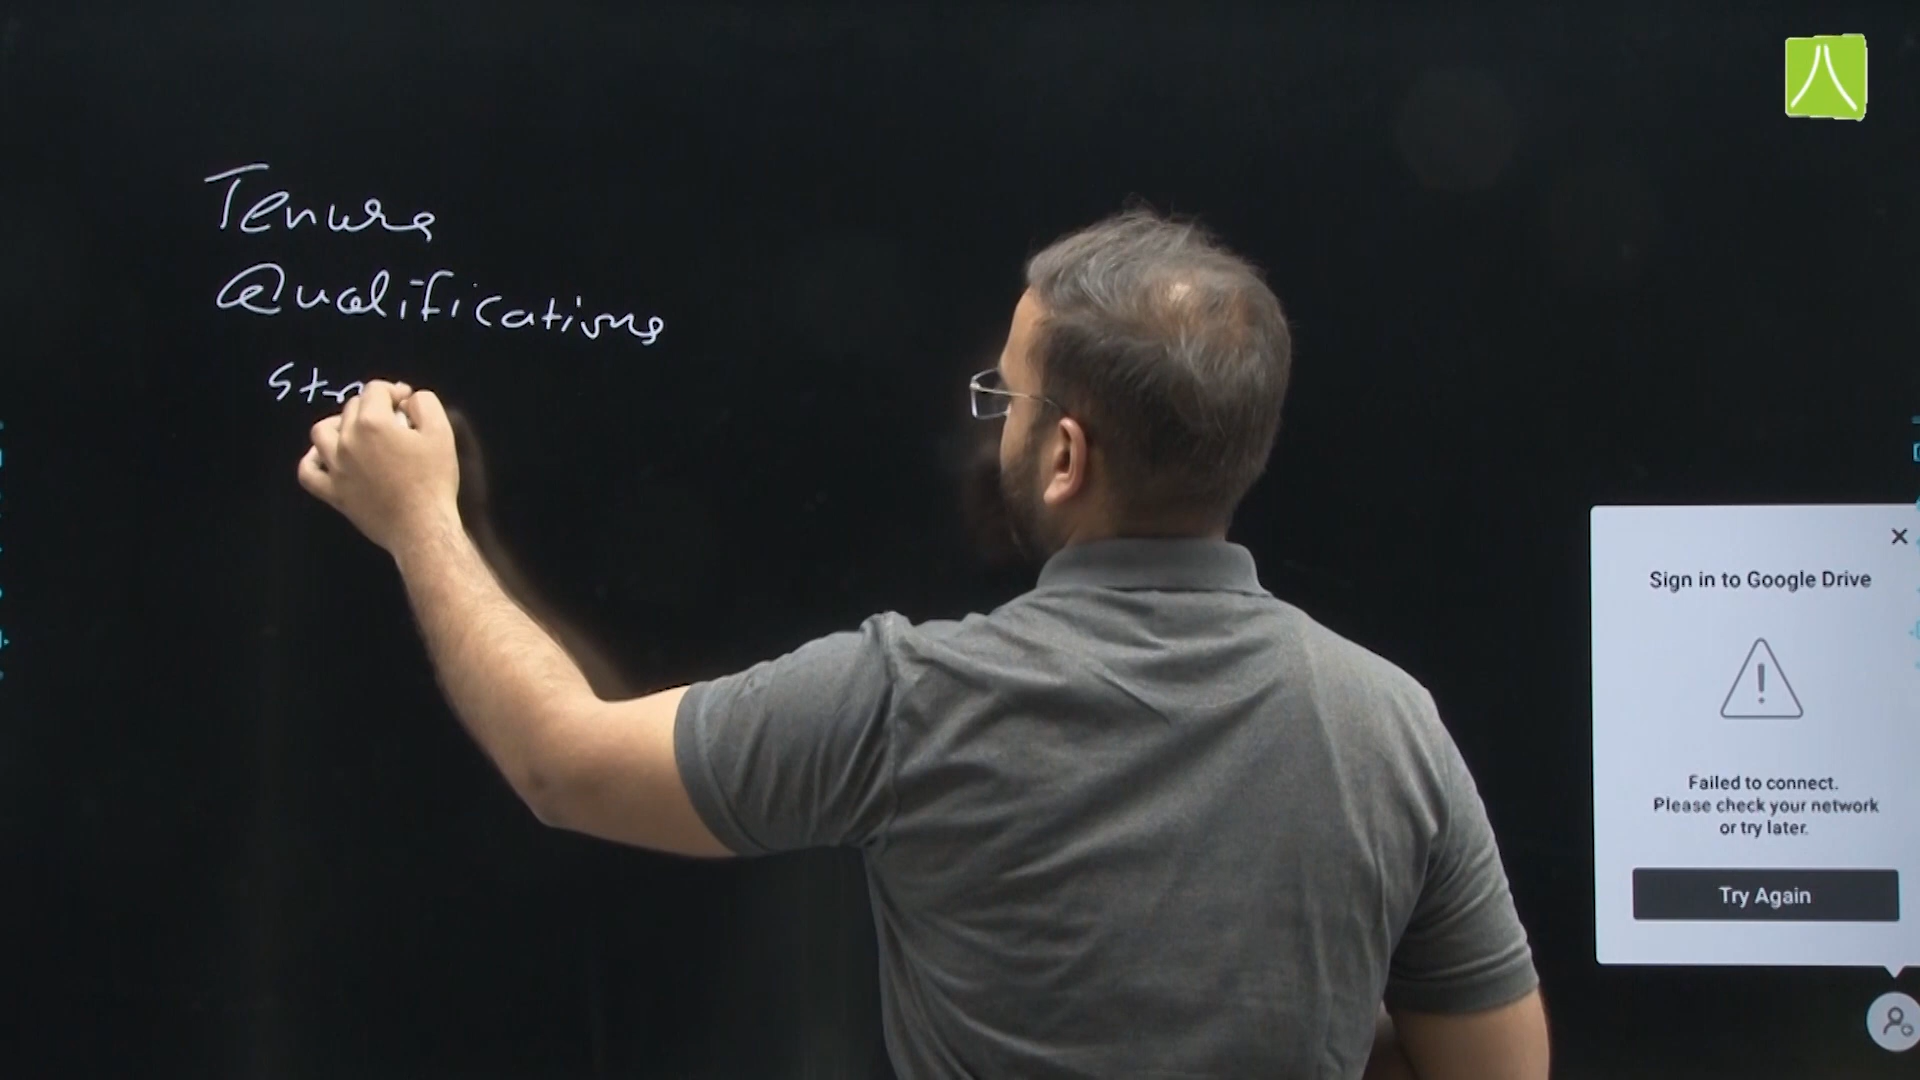 Tenure
Qualifications
Sign in to Google Drive
Failed to connect.
Please check your network
or try later.
Try Again